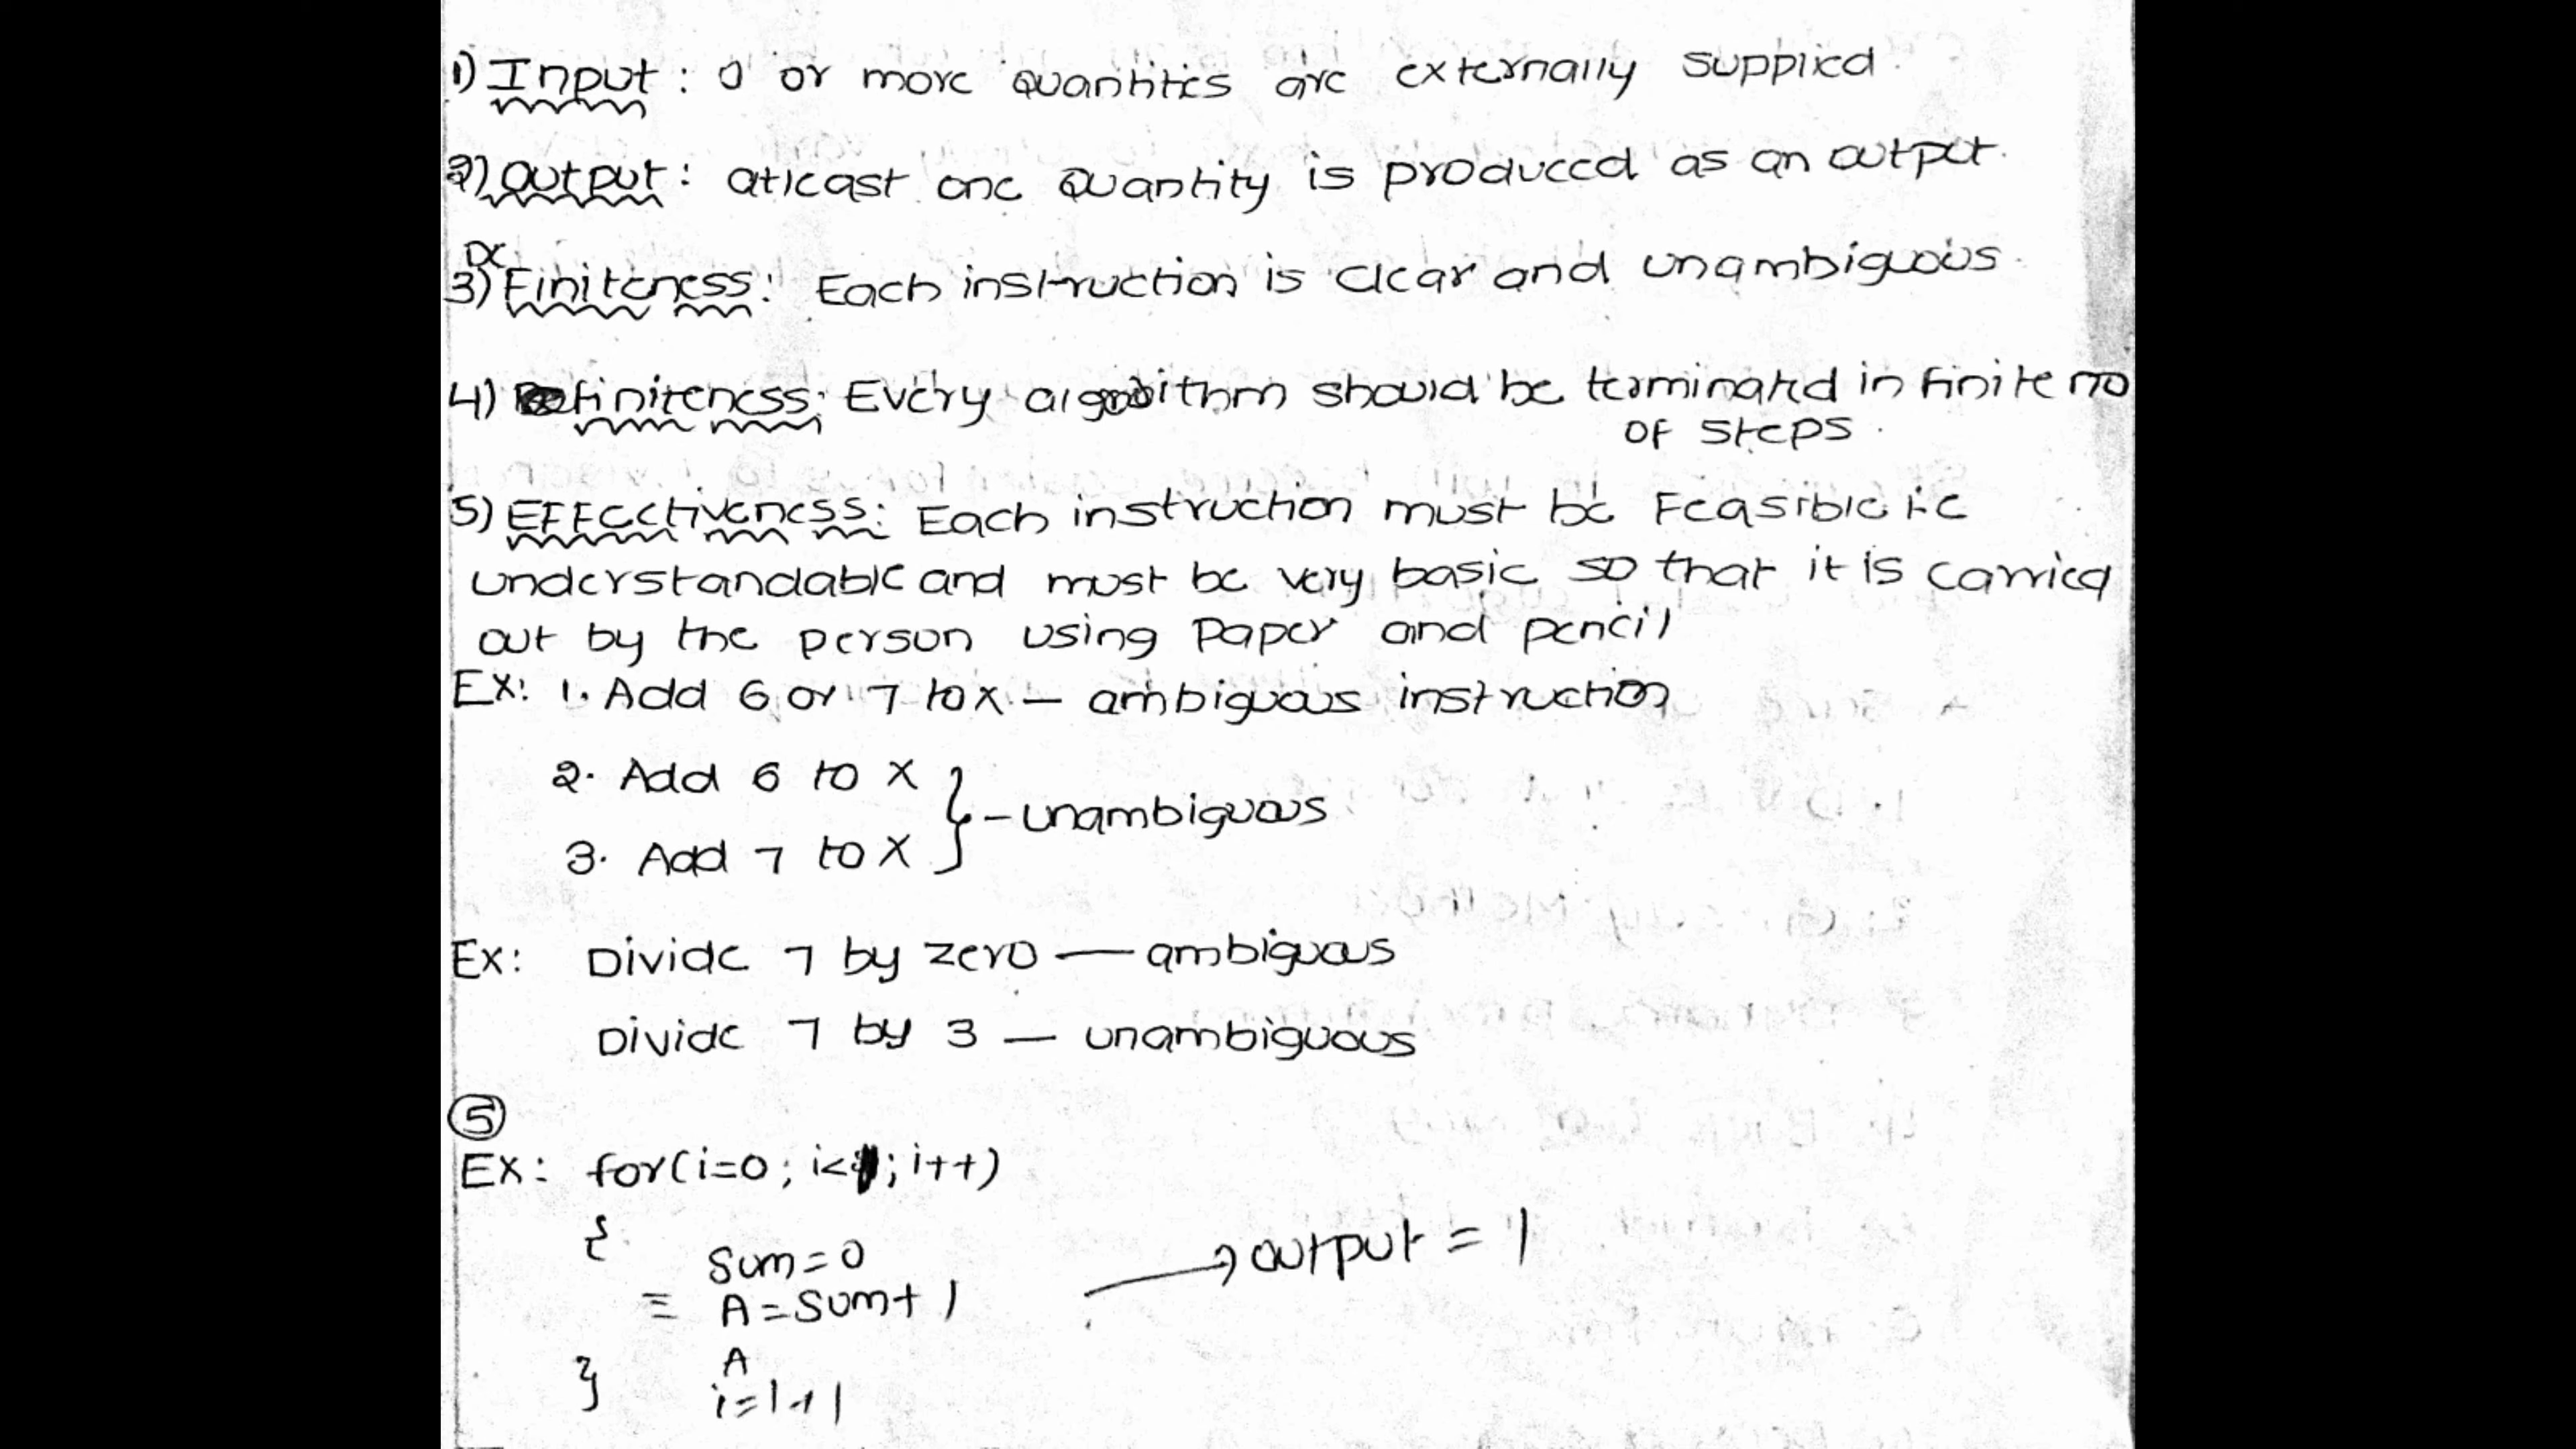 1) Input : 0 or more quantities are externally supplied.
2) Output : atleast one quantity is produced as an output.
De
3) Finiteness : Each instruction is clear and unambiguous.
4) finiteness : Every algorithm should be terminated in finite no
of steps.
5) Effectiveness : Each instruction must be Feasible i.e
understandable and must be very basic so that it is carried
out by the person using paper and pencil
Ex: 1. Add 6 or 7 to x — ambiguous instruction
2. Add 6 to x
} - unambiguous
3. Add 7 to x
Ex: Divide 7 by zero — ambiguous
Divide 7 by 3 — unambiguous
5
Ex: for(i=0; i< ; i++)
{
Sum=0
= A=Sum+1 → output = 1
A
} i=1+1